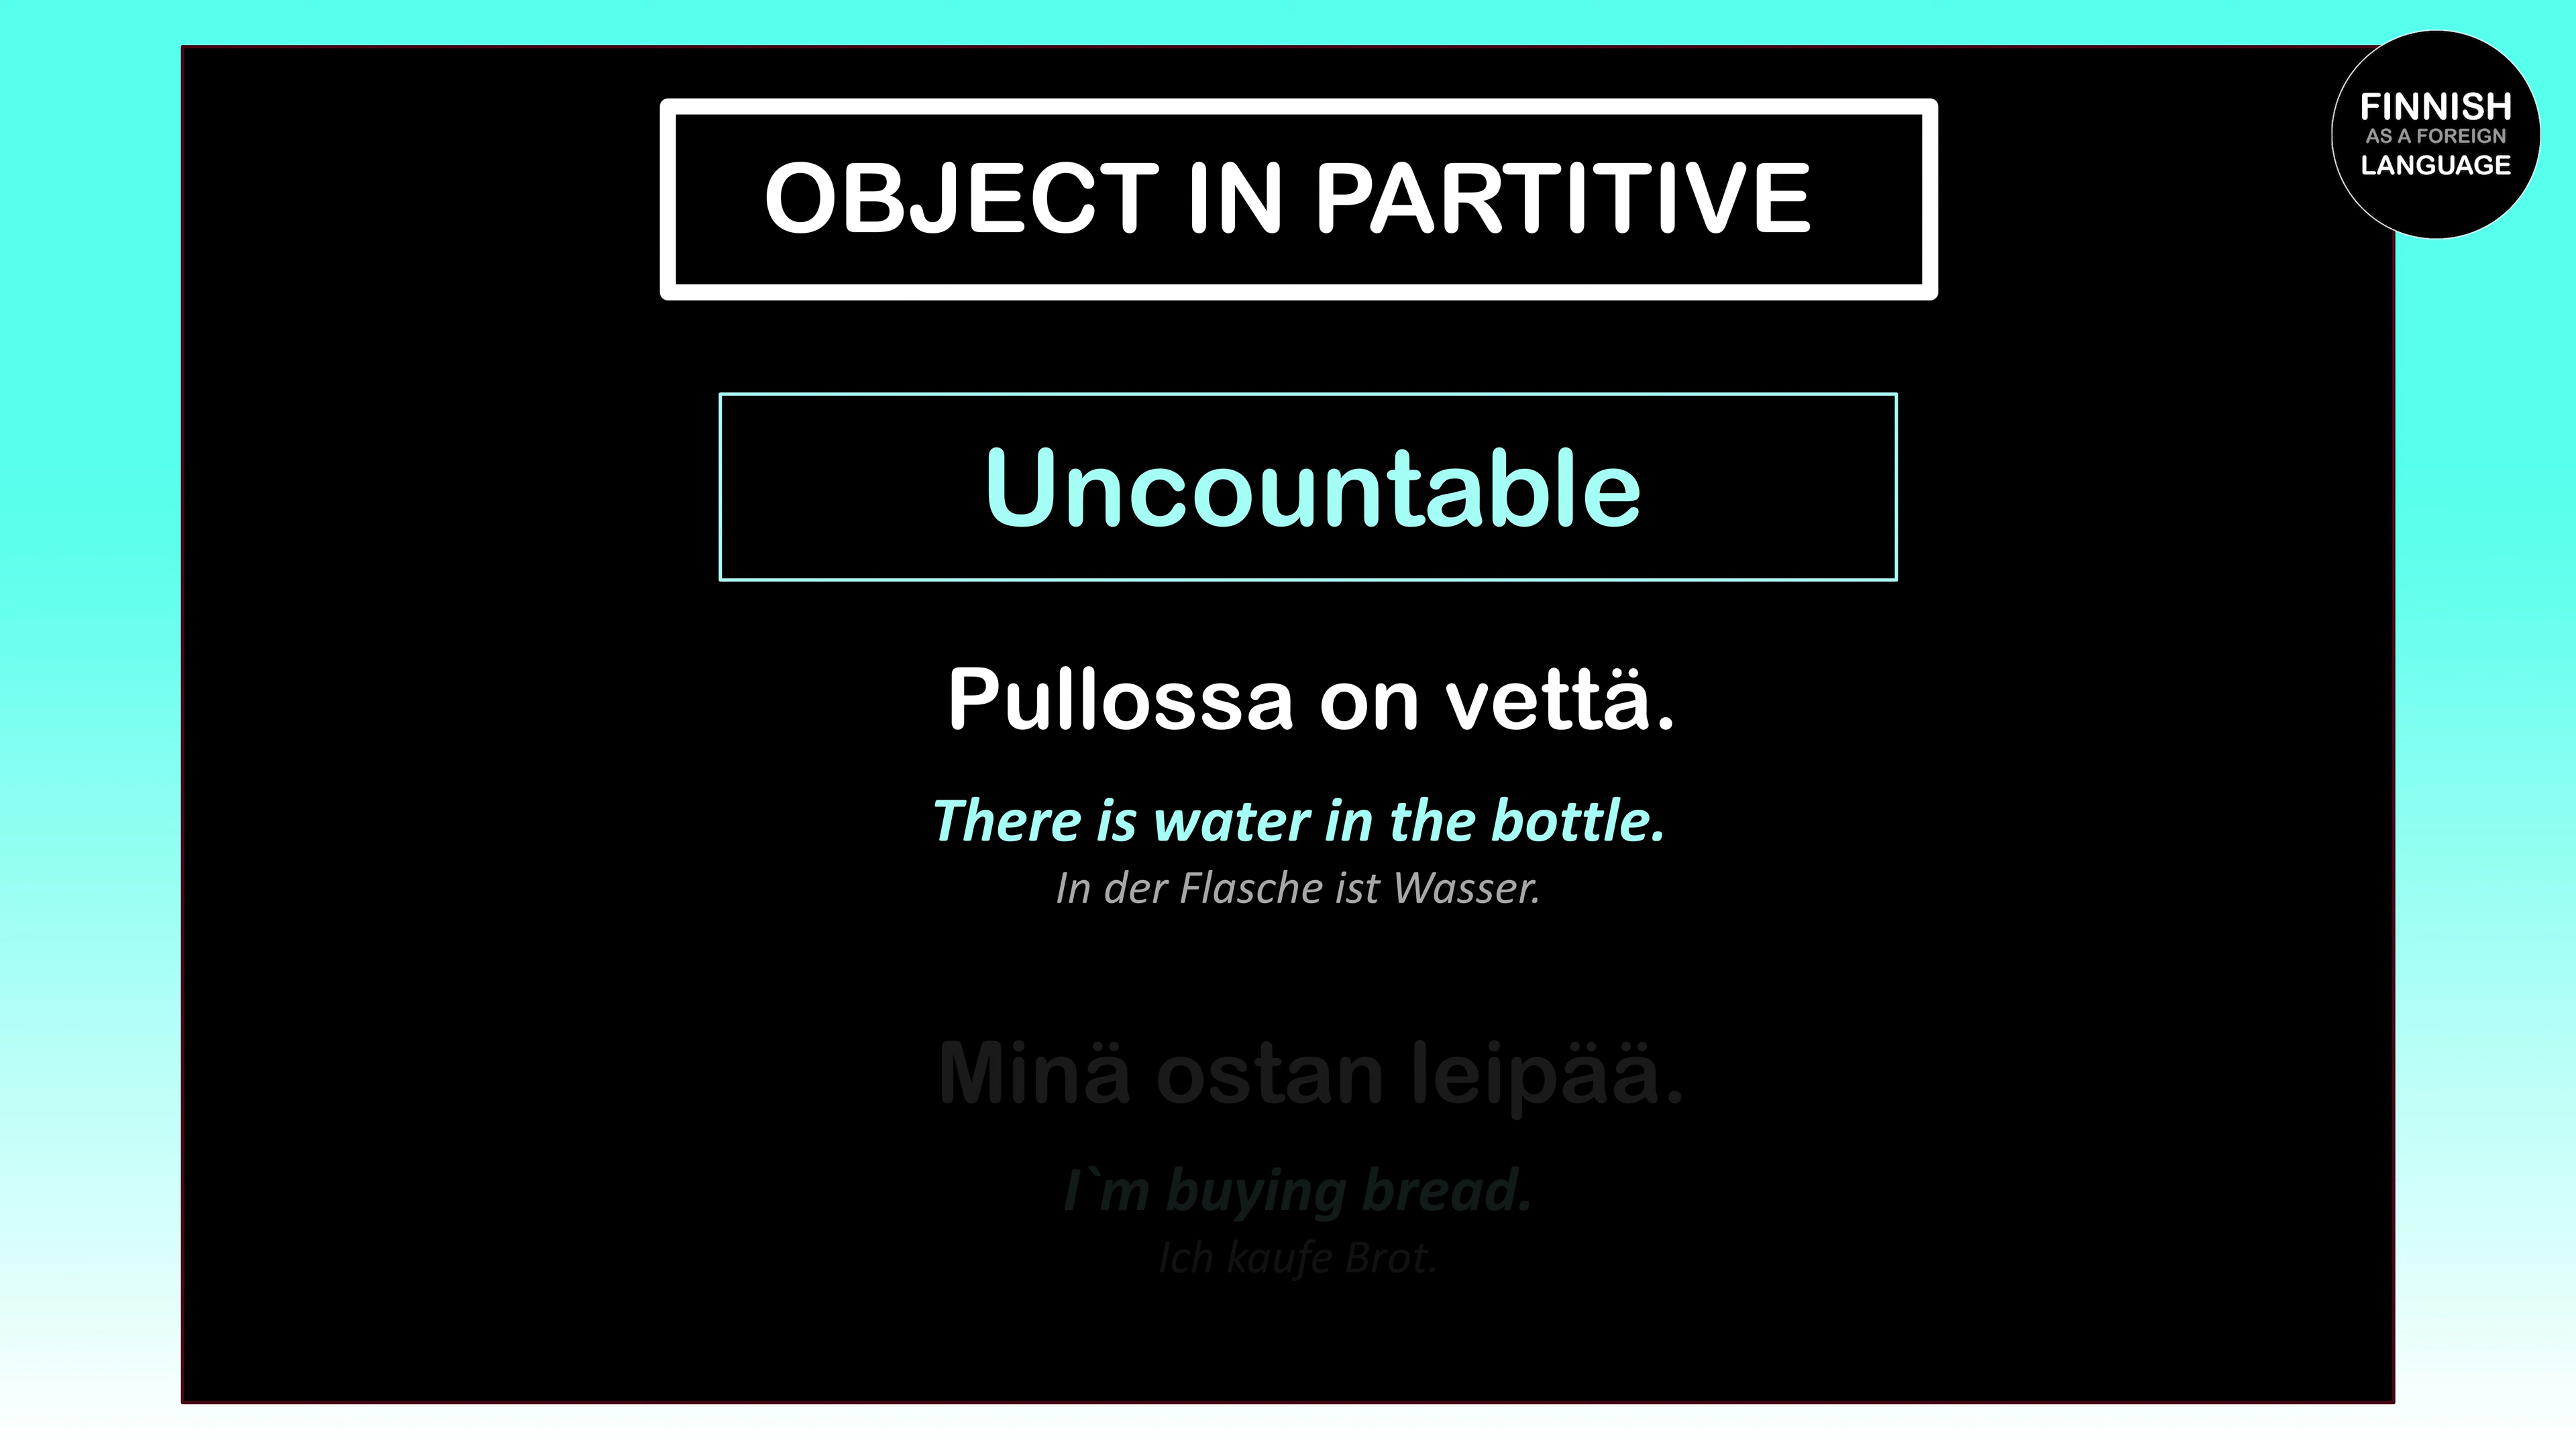 FINNISH
AS A FOREIGN
LANGUAGE
OBJECT IN PARTITIVE
Uncountable
Pullossa on vettä.
There is water in the bottle.
In der Flasche ist Wasser.
Minä ostan leipää.
I`m buying bread.
Ich kaufe Brot.